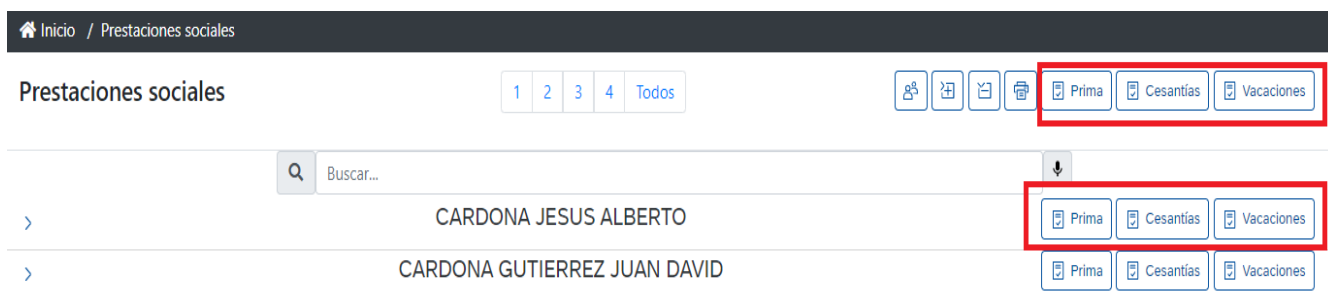 Inicio / Prestaciones sociales
Prestaciones sociales 1 2 3 4 Todos Prima Cesantías Vacaciones
Buscar...
CARDONA JESUS ALBERTO Prima Cesantías Vacaciones
CARDONA GUTIERREZ JUAN DAVID Prima Cesantías Vacaciones